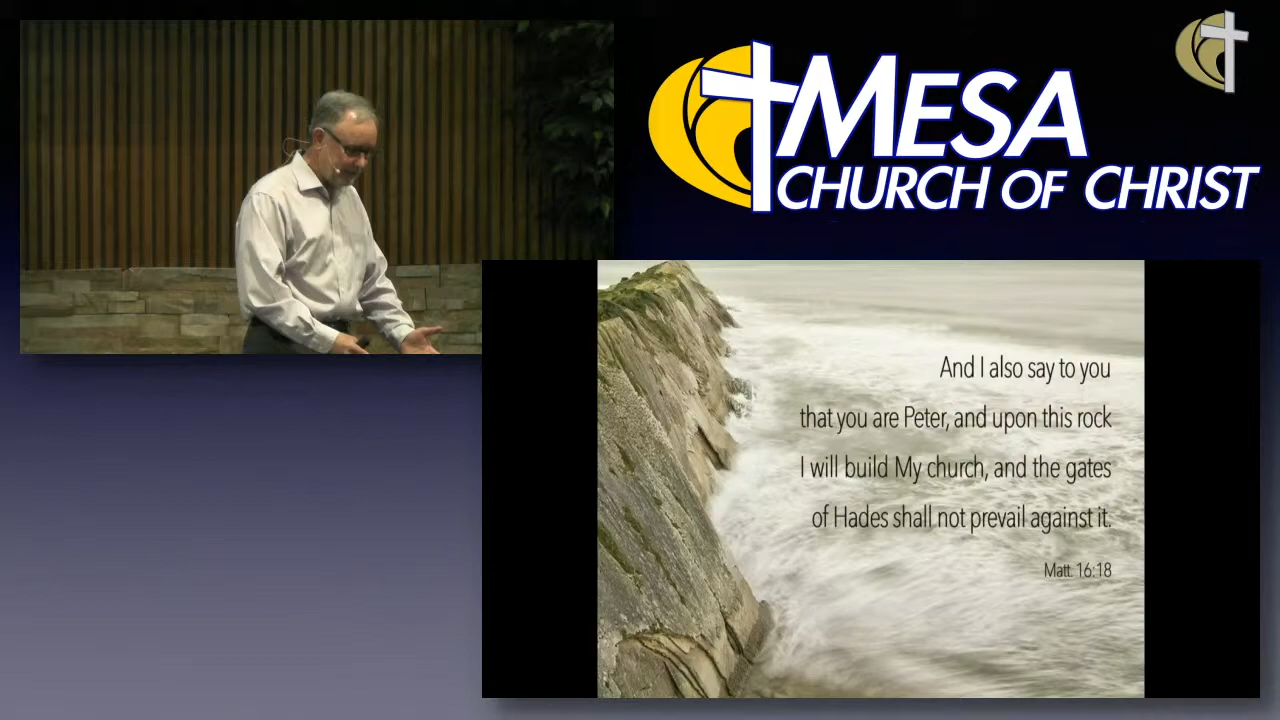 MESA
CHURCH OF CHRIST
And I also say to you
that you are Peter, and upon this rock
I will build My church, and the gates
of Hades shall not prevail against it.
Matt. 16:18